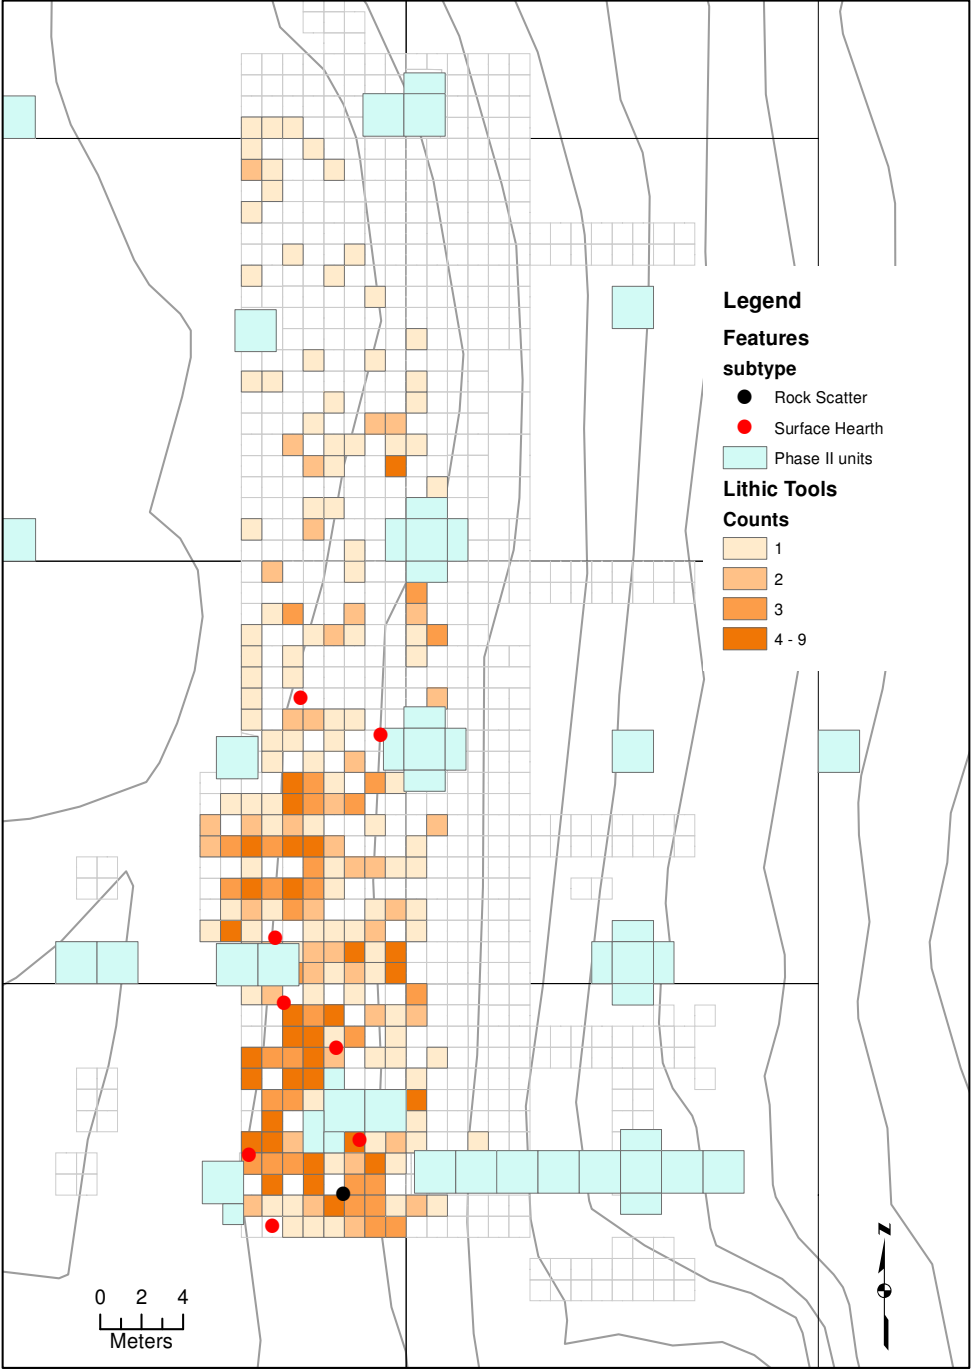 Legend
Features
subtype
Rock Scatter
Surface Hearth
Phase II units
Lithic Tools
Counts
1
2
3
4 - 9
N
0 2 4
Meters